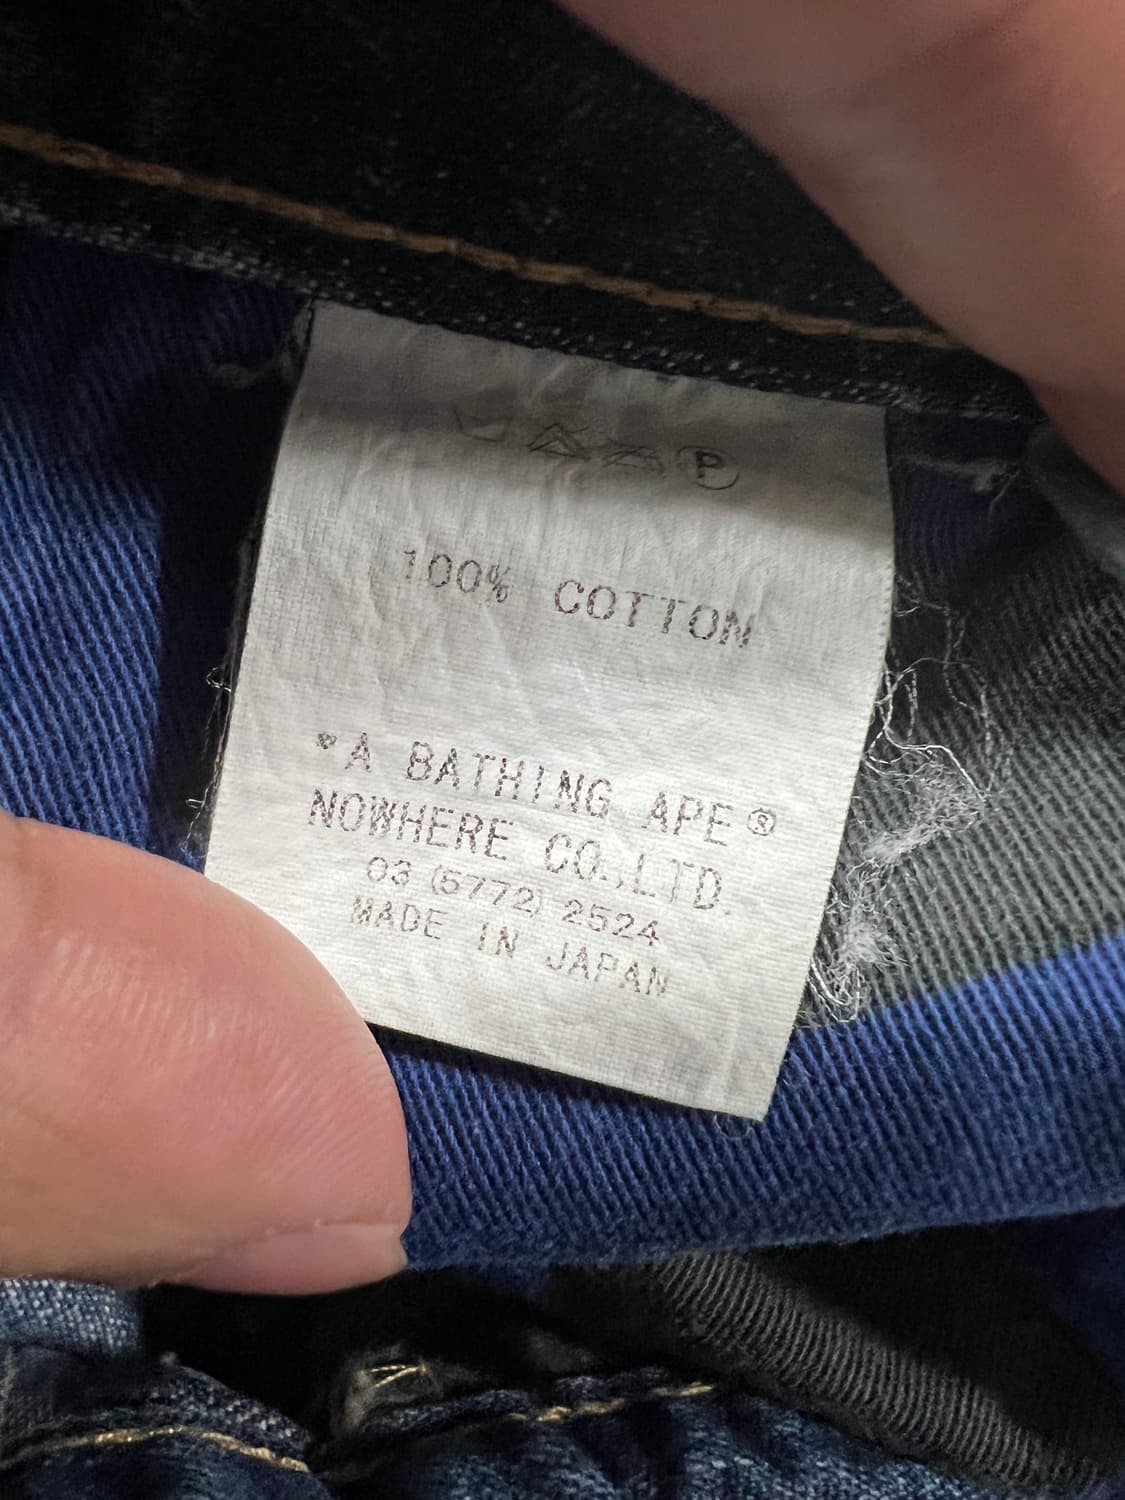 P
100% COTTON
A BATHING APE®
NOWHERE CO.,LTD.
03 (5772) 2524
MADE IN JAPAN